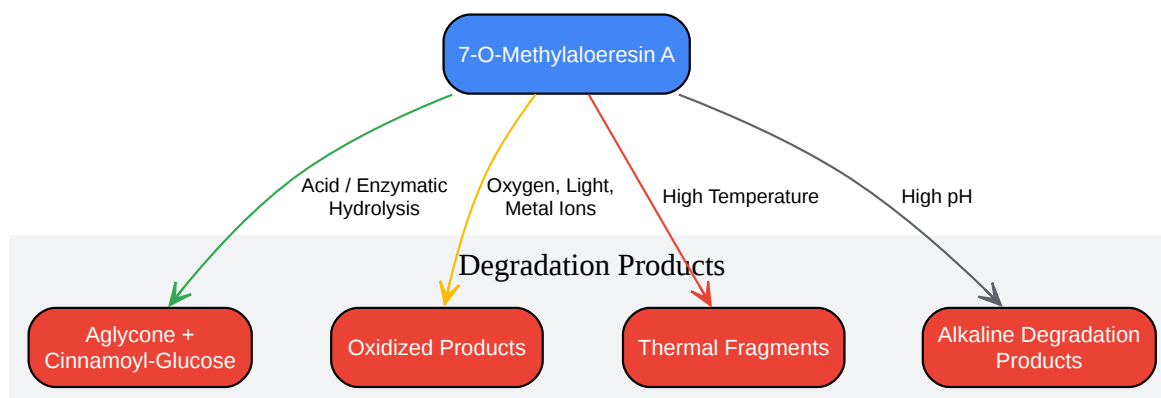 7-O-Methylaloeresin A
Acid / Enzymatic
Hydrolysis
Oxygen, Light,
Metal Ions
High Temperature
High pH
Degradation Products
Aglycone +
Cinnamoyl-Glucose
Oxidized Products
Thermal Fragments
Alkaline Degradation
Products